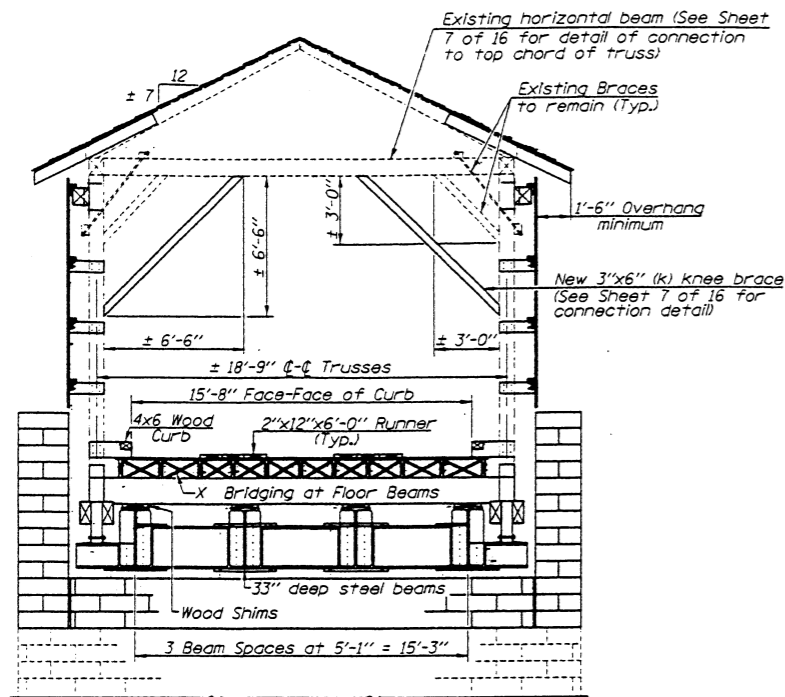 Existing horizontal beam (See Sheet
7 of 16 for detail of connection
to top chord of truss)
12
± 7
Existing Braces
to remain (Typ.)
± 6'-6"
± 3'-0"
1'-6" Overhang
minimum
New 3"x6" (k) knee brace
(See Sheet 7 of 16 for
connection detail)
± 6'-6"
± 3'-0"
± 18'-9" ℄-℄ Trusses
15'-8" Face-Face of Curb
4x6 Wood
Curb
2"x12"x6'-0" Runner
(Typ.)
X Bridging at Floor Beams
33" deep steel beams
Wood Shims
3 Beam Spaces at 5'-1" = 15'-3"